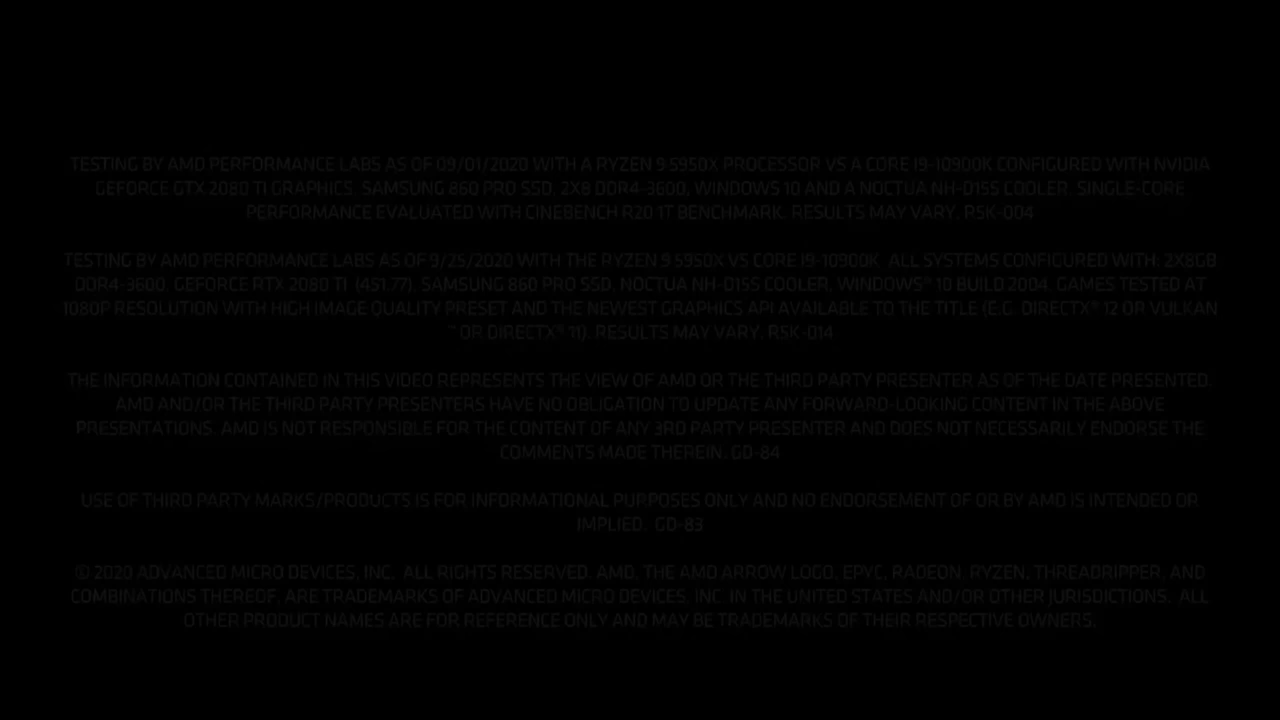 TESTING BY AMD PERFORMANCE LABS AS OF 09/01/2020 WITH A RYZEN 9 5950X PROCESSOR VS A CORE I9-10900K CONFIGURED WITH NVIDIA
GEFORCE GTX 2080 TI GRAPHICS, SAMSUNG 860 PRO SSD, 2X8 DDR4-3600, WINDOWS 10 AND A NOCTUA NH-D15S COOLER. SINGLE-CORE
PERFORMANCE EVALUATED WITH CINEBENCH R20 1T BENCHMARK. RESULTS MAY VARY. R5K-004
TESTING BY AMD PERFORMANCE LABS AS OF 9/25/2020 WITH THE RYZEN 9 5950X VS CORE I9-10900K. ALL SYSTEMS CONFIGURED WITH: 2X8GB
DDR4-3600, GEFORCE RTX 2080 TI (451.77), SAMSUNG 860 PRO SSD, NOCTUA NH-D15S COOLER, WINDOWS® 10 BUILD 2004. GAMES TESTED AT
1080P RESOLUTION WITH HIGH IMAGE QUALITY PRESET AND THE NEWEST GRAPHICS API AVAILABLE TO THE TITLE (E.G. DIRECTX® 12 OR VULKAN
™ OR DIRECTX® 11). RESULTS MAY VARY. R5K-014
THE INFORMATION CONTAINED IN THIS VIDEO REPRESENTS THE VIEW OF AMD OR THE THIRD PARTY PRESENTER AS OF THE DATE PRESENTED.
AMD AND/OR THE THIRD PARTY PRESENTERS HAVE NO OBLIGATION TO UPDATE ANY FORWARD-LOOKING CONTENT IN THE ABOVE
PRESENTATIONS. AMD IS NOT RESPONSIBLE FOR THE CONTENT OF ANY 3RD PARTY PRESENTER AND DOES NOT NECESSARILY ENDORSE THE
COMMENTS MADE THEREIN. GD-84
USE OF THIRD PARTY MARKS/PRODUCTS IS FOR INFORMATIONAL PURPOSES ONLY AND NO ENDORSEMENT OF OR BY AMD IS INTENDED OR
IMPLIED. GD-83
© 2020 ADVANCED MICRO DEVICES, INC. ALL RIGHTS RESERVED. AMD, THE AMD ARROW LOGO, EPYC, RADEON, RYZEN, THREADRIPPER, AND
COMBINATIONS THEREOF, ARE TRADEMARKS OF ADVANCED MICRO DEVICES, INC. IN THE UNITED STATES AND/OR OTHER JURISDICTIONS. ALL
OTHER PRODUCT NAMES ARE FOR REFERENCE ONLY AND MAY BE TRADEMARKS OF THEIR RESPECTIVE OWNERS.